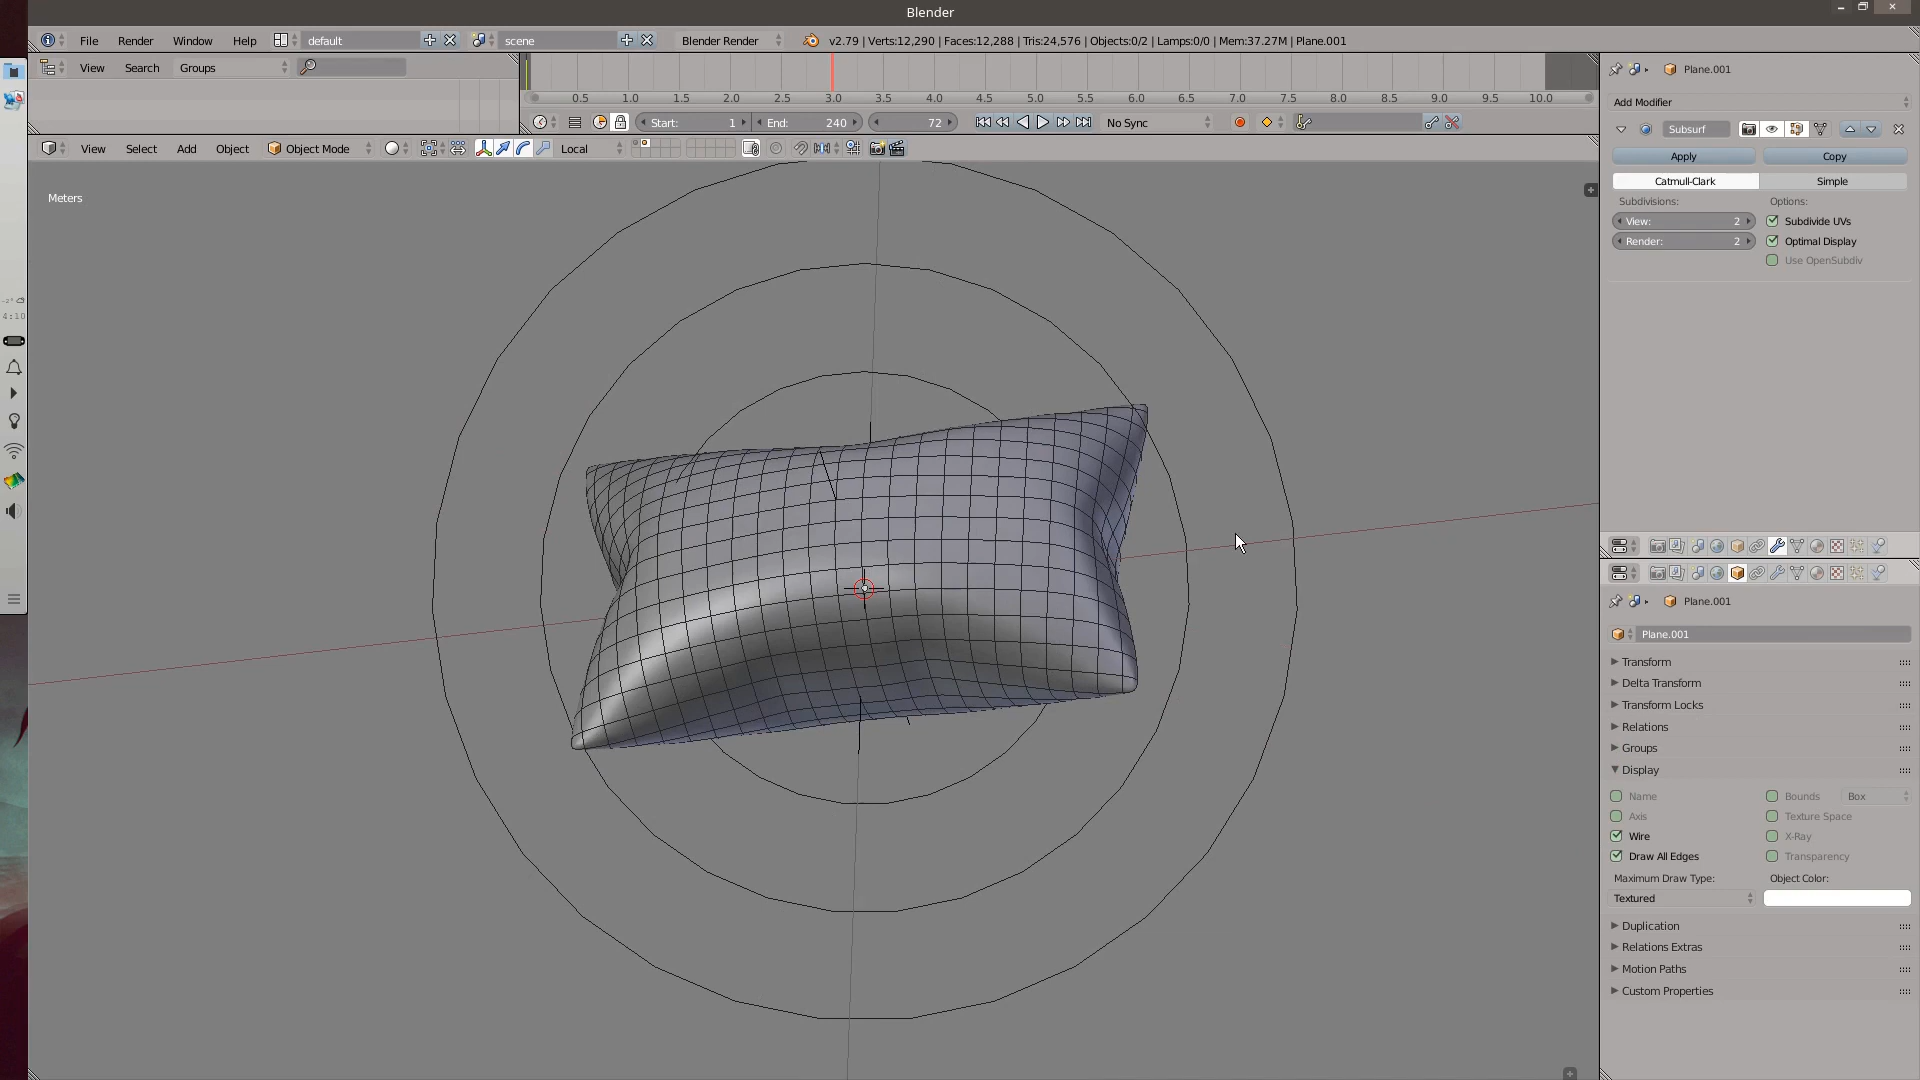 Blender
File Render Window Help default scene Blender Render v2.79 | Verts:12,290 | Faces:12,288 | Tris:24,576 | Objects:0/2 | Lamps:0/0 | Mem:37.27M | Plane.001
View Search Groups
0.5 1.0 1.5 2.0 2.5 3.0 3.5 4.0 4.5 5.0 5.5 6.0 6.5 7.0 7.5 8.0 8.5 9.0 9.5 10.0
Start: 1 End: 240 72 No Sync
View Select Add Object Object Mode Local
Meters
-2°
4:10
Plane.001
Add Modifier
Subsurf
Apply Copy
Catmull-Clark Simple
Subdivisions: Options:
View: 2 Subdivide UVs
Render: 2 Optimal Display
Use OpenSubdiv
Plane.001
Plane.001
Transform
Delta Transform
Transform Locks
Relations
Groups
Display
Name Bounds Box
Axis Texture Space
Wire X-Ray
Draw All Edges Transparency
Maximum Draw Type: Object Color:
Textured
Duplication
Relations Extras
Motion Paths
Custom Properties